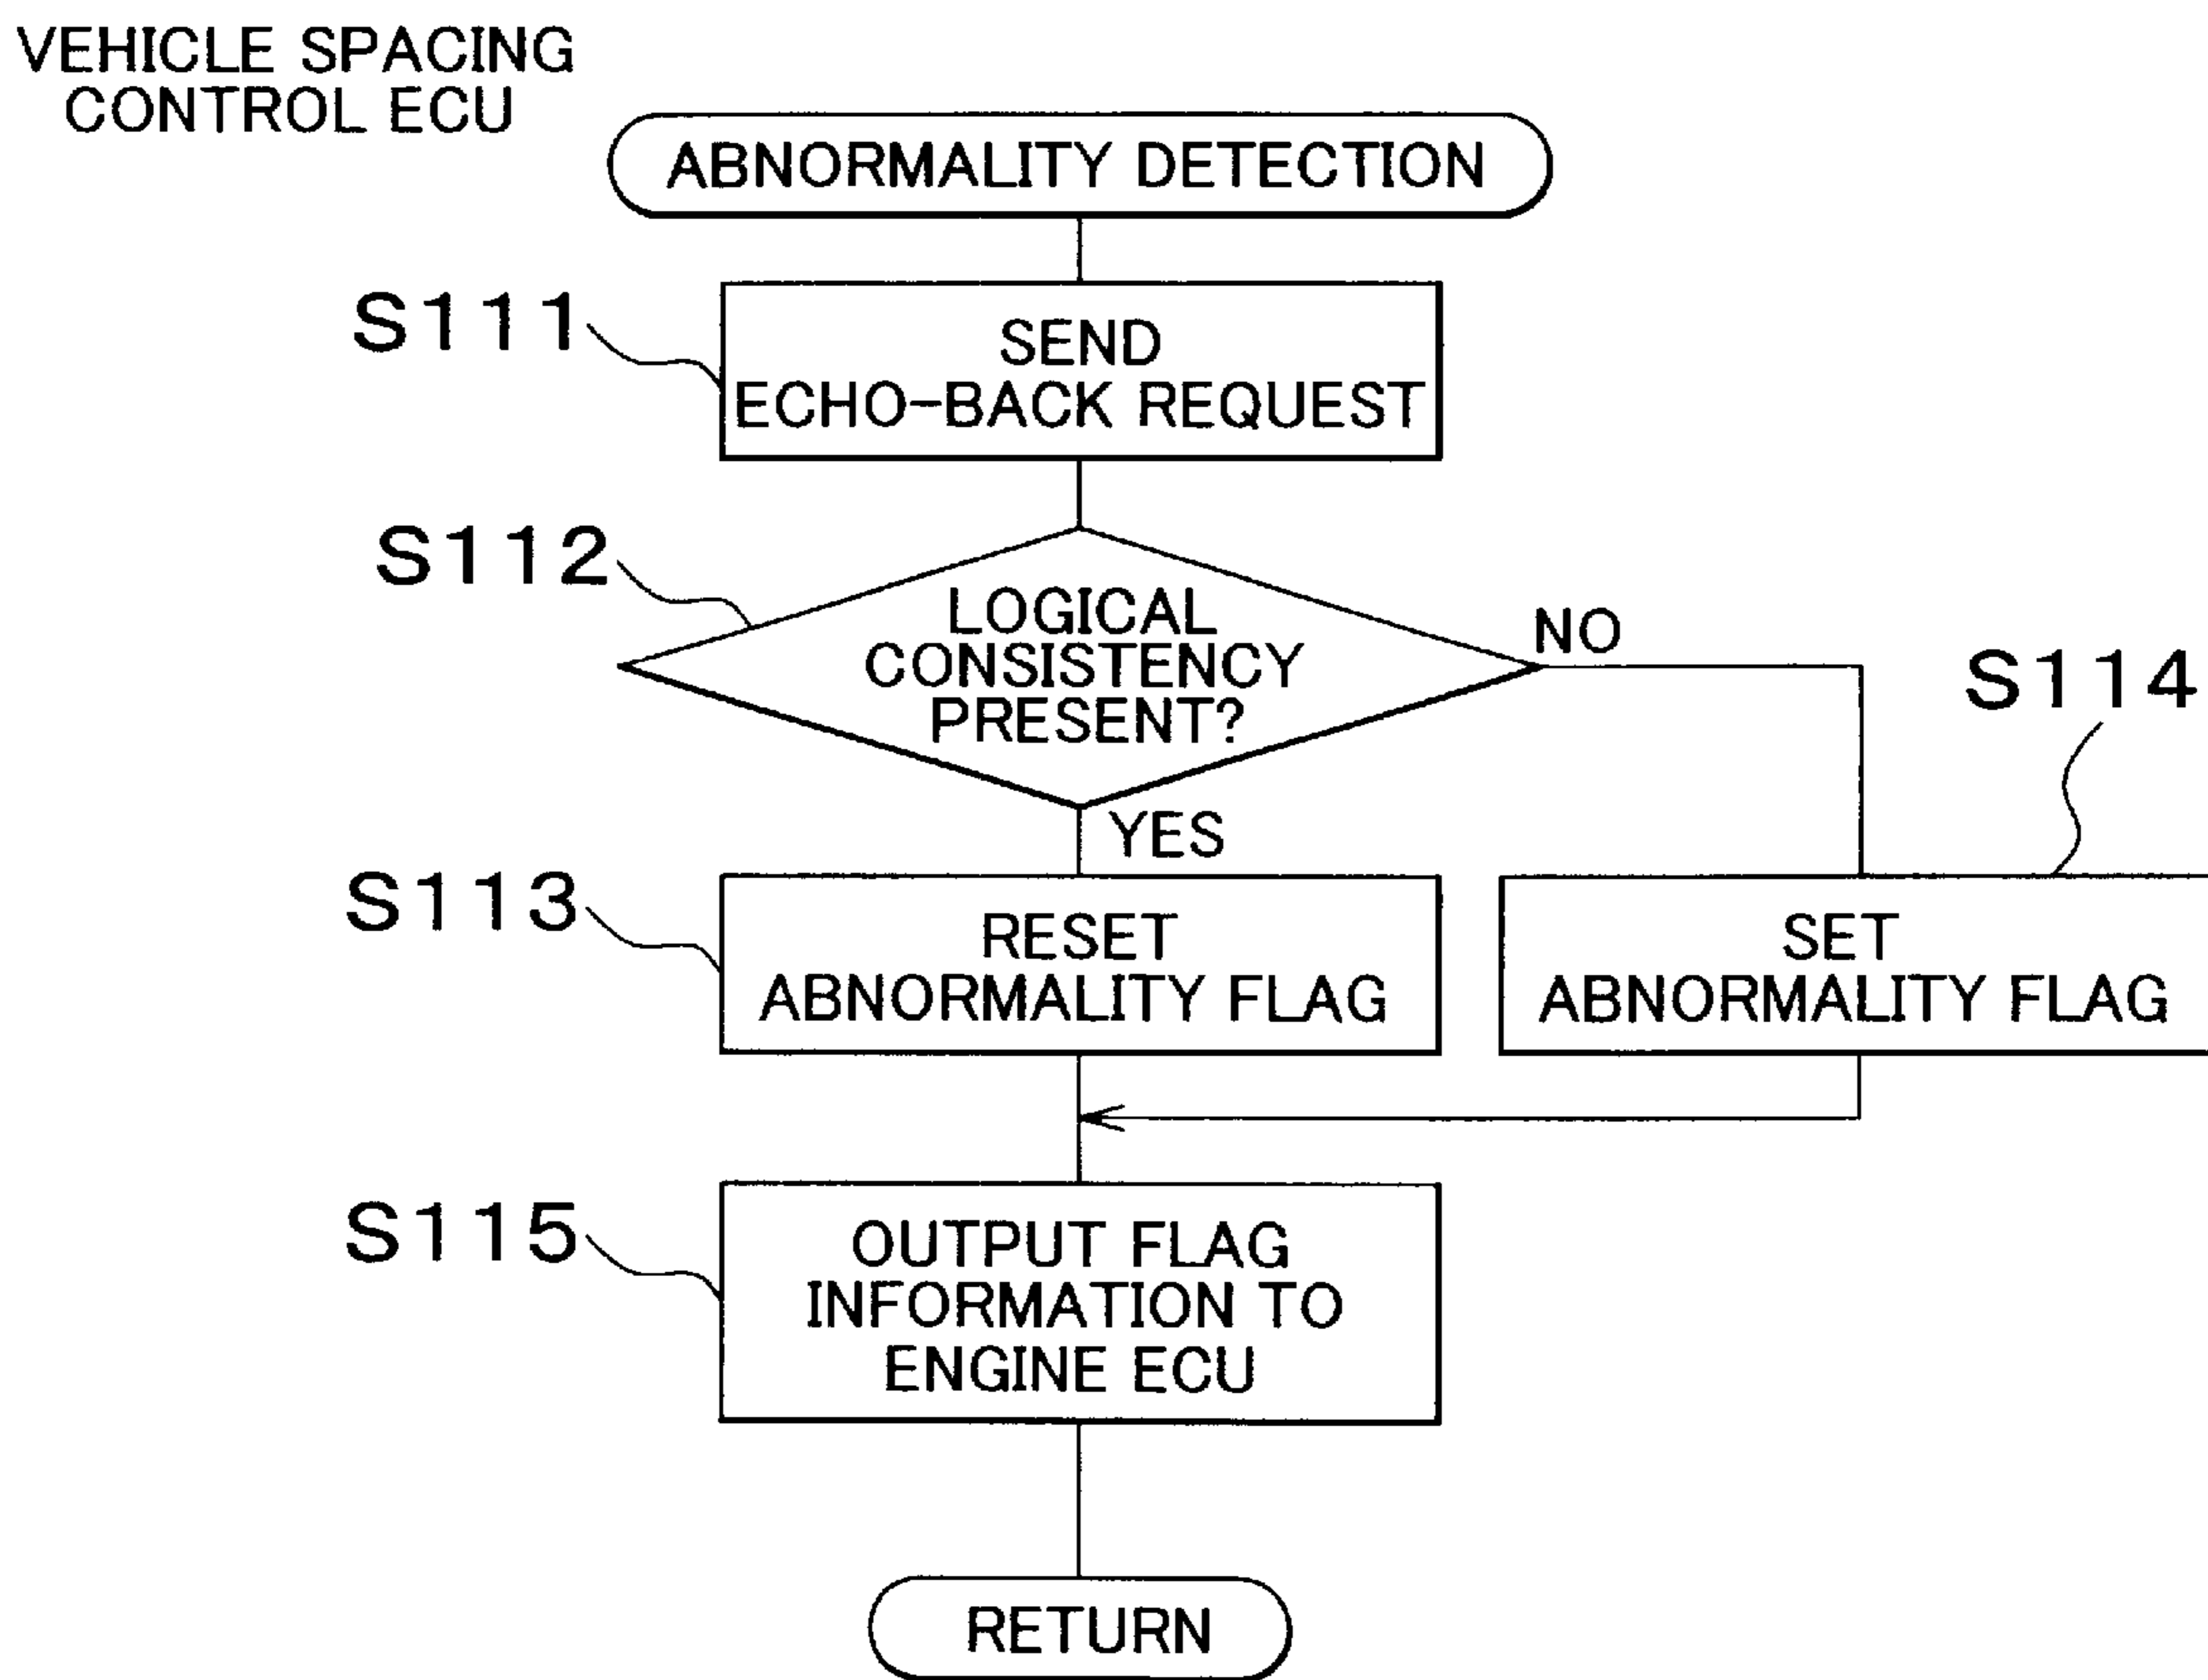 VEHICLE SPACING
CONTROL ECU
ABNORMALITY DETECTION
S111
SEND
ECHO-BACK REQUEST
S112
LOGICAL
CONSISTENCY
PRESENT?
NO
YES
S113
RESET
ABNORMALITY FLAG
S114
SET
ABNORMALITY FLAG
S115
OUTPUT FLAG
INFORMATION TO
ENGINE ECU
RETURN